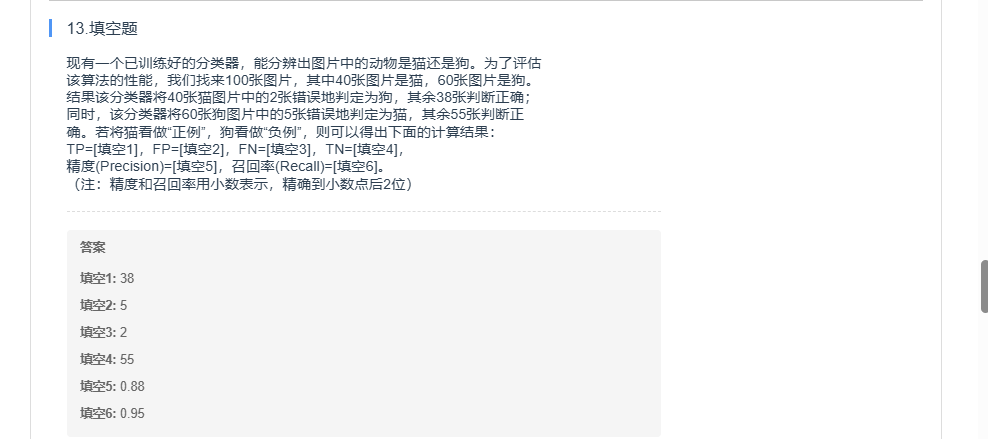 13.填空题
现有一个已训练好的分类器，能分辨出图片中的动物是猫还是狗。为了评估
该算法的性能，我们找来100张图片，其中40张图片是猫，60张图片是狗。
结果该分类器将40张猫图片中的2张错误地判定为狗，其余38张判断正确；
同时，该分类器将60张狗图片中的5张错误地判定为猫，其余55张判断正
确。若将猫看做“正例”，狗看做“负例”，则可以得出下面的计算结果：
TP=[填空1]，FP=[填空2]，FN=[填空3]，TN=[填空4]，
精度(Precision)=[填空5]，召回率(Recall)=[填空6]。
（注：精度和召回率用小数表示，精确到小数点后2位）
答案
填空1: 38
填空2: 5
填空3: 2
填空4: 55
填空5: 0.88
填空6: 0.95